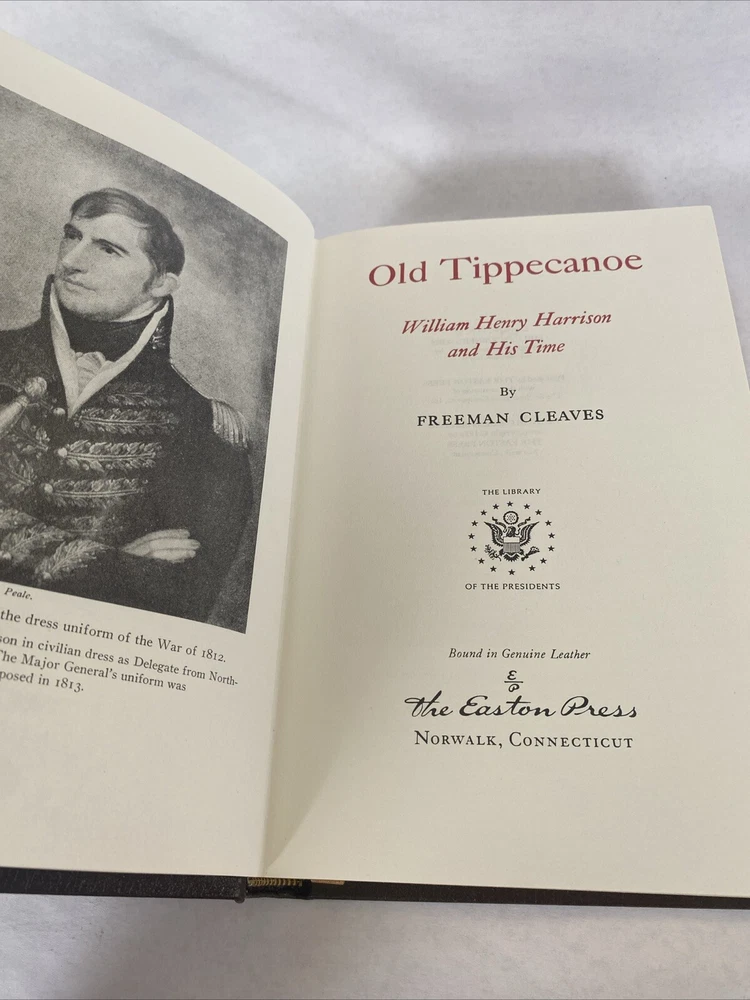 Peale.
the dress uniform of the War of 1812.
son in civilian dress as Delegate from North-
The Major General's uniform was
posed in 1813.
Old Tippecanoe
William Henry Harrison
and His Time
By
FREEMAN CLEAVES
THE LIBRARY
OF THE PRESIDENTS
Bound in Genuine Leather
E
P
the Easton Press
NORWALK, CONNECTICUT